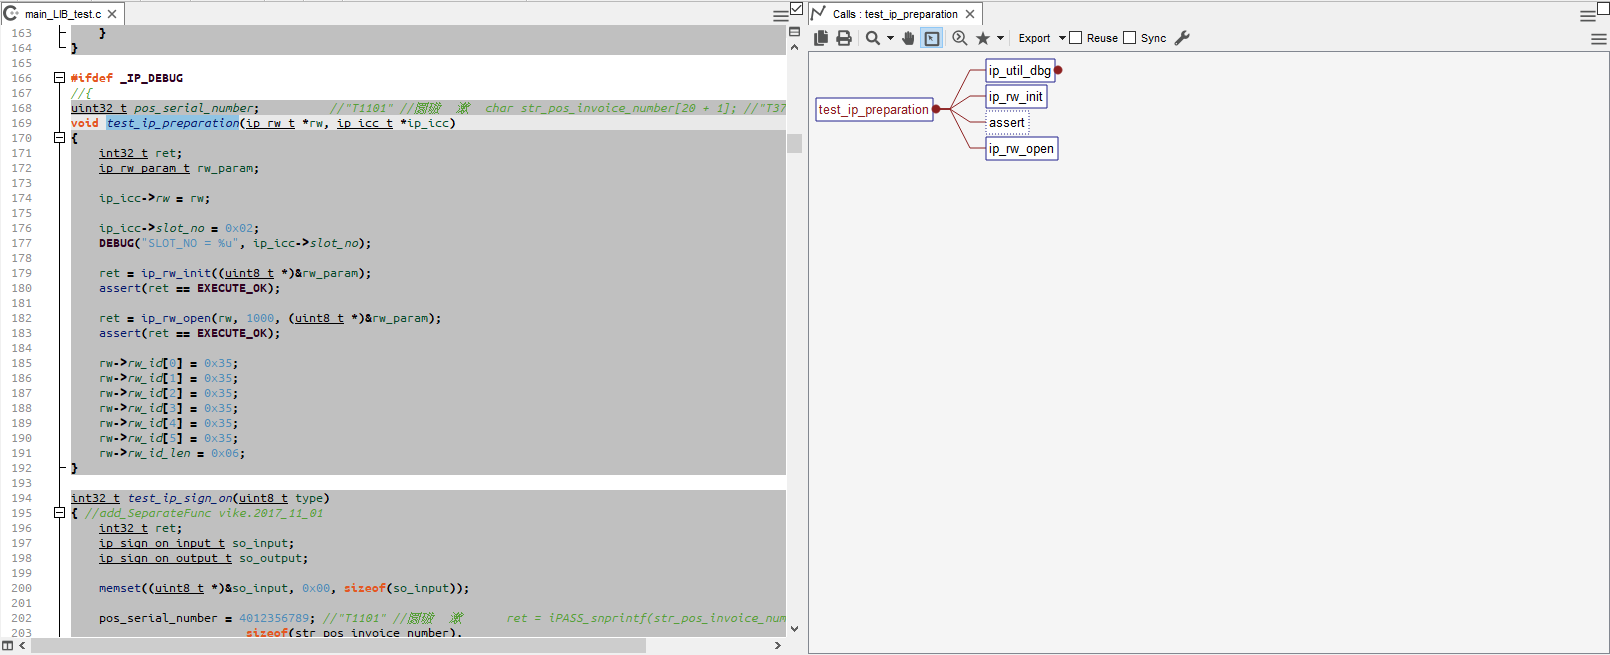 main_LIB_test.c
163 }
164 }
165
166 #ifdef _IP_DEBUG
167 //{
168 uint32_t pos_serial_number; //"T1101" // char str_pos_invoice_number[20 + 1]; //"T37
169 void test_ip_preparation(ip_rw_t *rw, ip_icc_t *ip_icc)
170 {
171 int32_t ret;
172 ip_rw_param_t rw_param;
173
174 ip_icc->rw = rw;
175
176 ip_icc->slot_no = 0x02;
177 DEBUG("SLOT_NO = %u", ip_icc->slot_no);
178
179 ret = ip_rw_init((uint8_t *)&rw_param);
180 assert(ret == EXECUTE_OK);
181
182 ret = ip_rw_open(rw, 1000, (uint8_t *)&rw_param);
183 assert(ret == EXECUTE_OK);
184
185 rw->rw_id[0] = 0x35;
186 rw->rw_id[1] = 0x35;
187 rw->rw_id[2] = 0x35;
188 rw->rw_id[3] = 0x35;
189 rw->rw_id[4] = 0x35;
190 rw->rw_id[5] = 0x35;
191 rw->rw_id_len = 0x06;
192 }
193
194 int32_t test_ip_sign_on(uint8_t type)
195 { //add_SeparateFunc vike.2017_11_01
196 int32_t ret;
197 ip_sign_on_input_t so_input;
198 ip_sign_on_output_t so_output;
199
200 memset((uint8_t *)&so_input, 0x00, sizeof(so_input));
201
202 pos_serial_number = 4012356789; //"T1101" // ret = iPASS_snprintf(str_pos_invoice_num
203 sizeof(str_pos_invoice_number),
Calls : test_ip_preparation
Export Reuse Sync
test_ip_preparation
ip_util_dbg
ip_rw_init
assert
ip_rw_open